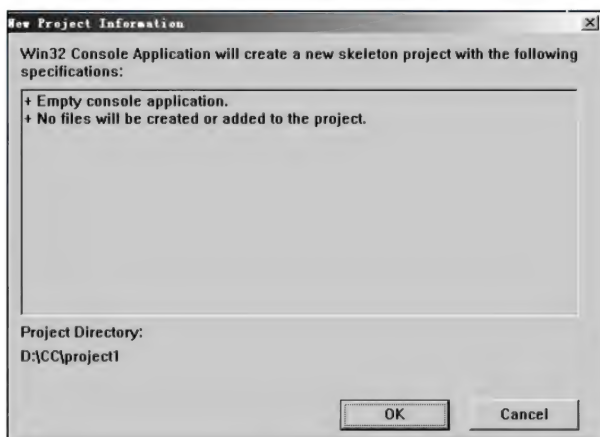 New Project Information
Win32 Console Application will create a new skeleton project with the following
specifications:
+ Empty console application.
+ No files will be created or added to the project.
Project Directory:
D:\CC\project1
OK
Cancel